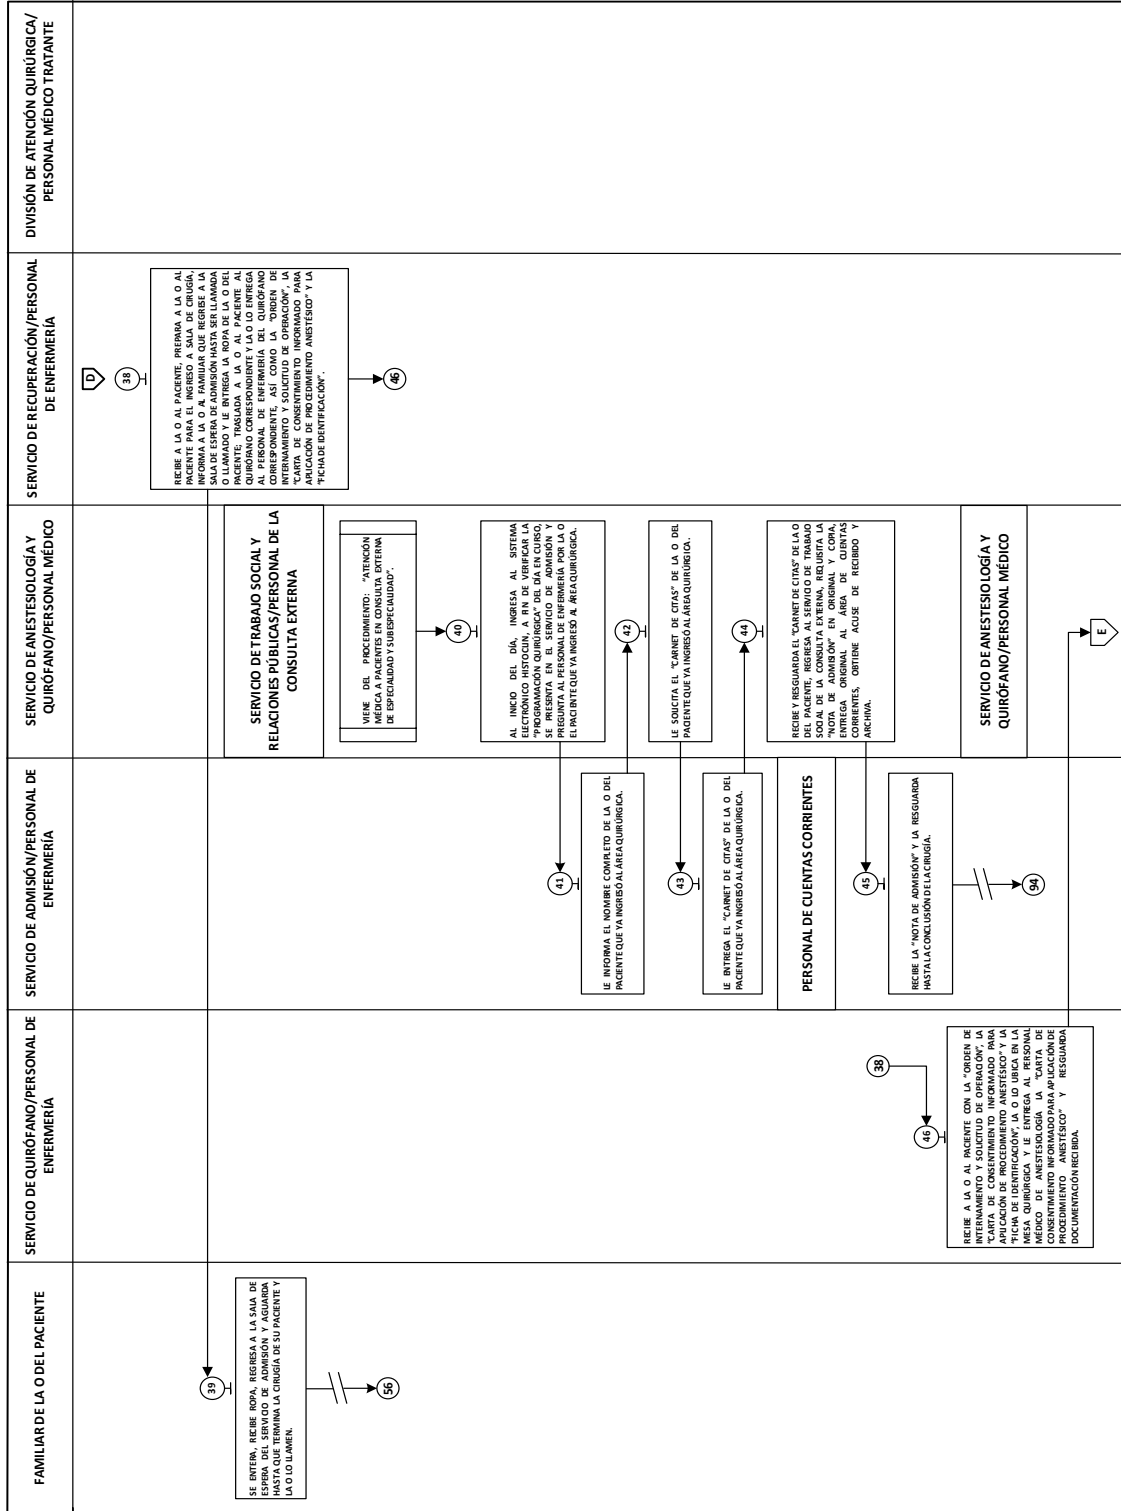 FAMILIAR DE LA O DEL PACIENTE
SERVICIO DE QUIRÓFANO/PERSONAL DE
ENFERMERÍA
SERVICIO DE ADMISIÓN/PERSONAL DE
ENFERMERÍA
SERVICIO DE ANESTESIOLOGÍA Y
QUIRÓFANO/PERSONAL MÉDICO
SERVICIO DE RECUPERACIÓN/PERSONAL
DE ENFERMERÍA
DIVISIÓN DE ATENCIÓN QUIRÚRGICA/
PERSONAL MÉDICO TRATANTE
D
38
RECIBE A LA O AL PACIENTE, PREPARA A LA O AL
PACIENTE PARA EL INGRESO A SALA DE CIRUGÍA,
INFORMA A LA O AL FAMILIAR QUE REGRESE A LA
SALA DE ESPERA DE ADMISIÓN HASTA SER LLAMADA
O LLAMADO Y LE ENTREGA LA ROPA DE LA O DEL
PACIENTE; TRASLADA A LA O AL PACIENTE AL
QUIRÓFANO CORRESPONDIENTE Y LA O LO ENTREGA
AL PERSONAL DE ENFERMERÍA DEL QUIRÓFANO
CORRESPONDIENTE, ASÍ COMO LA "ORDEN DE
INTERNAMIENTO Y SOLICITUD DE OPERACIÓN", LA
"CARTA DE CONSENTIMIENTO INFORMADO PARA
APLICACIÓN DE PROCEDIMIENTO ANESTÉSICO" Y LA
"FICHA DE IDENTIFICACIÓN".
46
39
SE ENTERA, RECIBE ROPA, REGRESA A LA SALA DE
ESPERA DEL SERVICIO DE ADMISIÓN Y AGUARDA
HASTA QUE TERMINA LA CIRUGÍA DE SU PACIENTE Y
LA O LO LLAMEN.
56
SERVICIO DE TRABAJO SOCIAL Y
RELACIONES PÚBLICAS/PERSONAL DE LA
CONSULTA EXTERNA
VIENE DEL PROCEDIMIENTO: "ATENCIÓN
MÉDICA A PACIENTES EN CONSULTA EXTERNA
DE ESPECIALIDAD Y SUBESPECIALIDAD".
40
AL INICIO DEL DÍA, INGRESA AL SISTEMA
ELECTRÓNICO HISTOCLIN, A FIN DE VERIFICAR LA
"PROGRAMACIÓN QUIRÚRGICA" DEL DÍA EN CURSO,
SE PRESENTA EN EL SERVICIO DE ADMISIÓN Y
PREGUNTA AL PERSONAL DE ENFERMERÍA POR LA O
EL PACIENTE QUE YA INGRESÓ AL ÁREA QUIRÚRGICA.
41
LE INFORMA EL NOMBRE COMPLETO DE LA O DEL
PACIENTE QUE YA INGRESÓ AL ÁREA QUIRÚRGICA.
42
LE SOLICITA EL "CARNET DE CITAS" DE LA O DEL
PACIENTE QUE YA INGRESÓ AL ÁREA QUIRÚRGICA.
43
LE ENTREGA EL "CARNET DE CITAS" DE LA O DEL
PACIENTE QUE YA INGRESÓ AL ÁREA QUIRÚRGICA.
44
RECIBE Y RESGUARDA EL "CARNET DE CITAS" DE LA O
DEL PACIENTE, REGRESA AL SERVICIO DE TRABAJO
SOCIAL DE LA CONSULTA EXTERNA, REQUISITA LA
"NOTA DE ADMISIÓN" EN ORIGINAL Y COPIA,
ENTREGA ORIGINAL AL ÁREA DE CUENTAS
CORRIENTES, OBTIENE ACUSE DE RECIBIDO Y
ARCHIVA.
PERSONAL DE CUENTAS CORRIENTES
45
RECIBE LA "NOTA DE ADMISIÓN" Y LA RESGUARDA
HASTA LA CONCLUSIÓN DE LA CIRUGÍA.
94
38
46
RECIBE A LA O AL PACIENTE CON LA "ORDEN DE
INTERNAMIENTO Y SOLICITUD DE OPERACIÓN", LA
"CARTA DE CONSENTIMIENTO INFORMADO PARA
APLICACIÓN DE PROCEDIMIENTO ANESTÉSICO" Y LA
"FICHA DE IDENTIFICACIÓN", LA O LO UBICA EN LA
MESA QUIRÚRGICA Y LE ENTREGA AL PERSONAL
MÉDICO DE ANESTESIOLOGÍA LA "CARTA DE
CONSENTIMIENTO INFORMADO PARA APLICACIÓN DE
PROCEDIMIENTO ANESTÉSICO" Y RESGUARDA
DOCUMENTACIÓN RECIBIDA.
SERVICIO DE ANESTESIOLOGÍA Y
QUIRÓFANO/PERSONAL MÉDICO
E